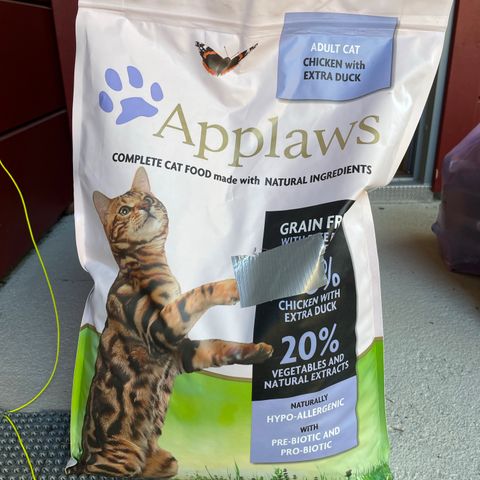 ADULT CAT
CHICKEN with
EXTRA DUCK
Applaws
COMPLETE CAT FOOD made with NATURAL INGREDIENTS
GRAIN
%
CHICKEN WITH
EXTRA DUCK
20%
VEGETABLES AND
NATURAL EXTRACTS
NATURALLY
HYPO-ALLERGENIC
WITH
PRE-BIOTIC AND
PRO-BIOTIC